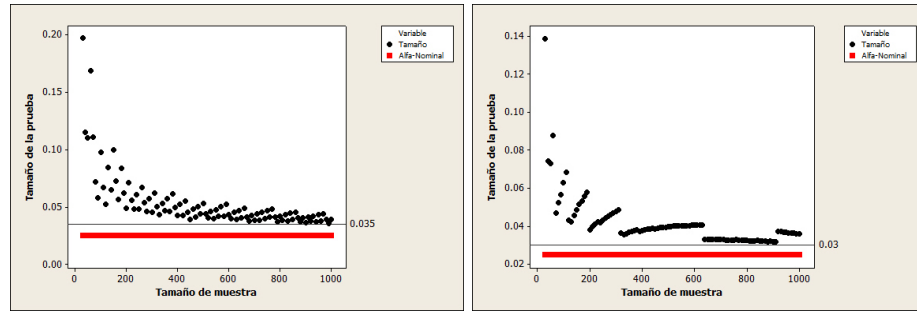 Variable
Tamaño
Alfa-Nominal
Tamaño de la prueba
0.20
0.15
0.10
0.05
0.00
0.035
0
200
400
600
800
1000
Tamaño de muestra
Variable
Tamaño
Alfa-Nominal
Tamaño de la prueba
0.14
0.12
0.10
0.08
0.06
0.04
0.02
0.03
0
200
400
600
800
1000
Tamaño de muestra